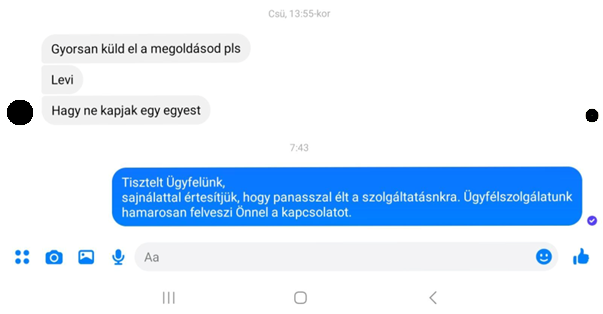 Csü, 13:55-kor
Gyorsan küld el a megoldásod pls
Levi
Hagy ne kapjak egy egyest
7:43
Tisztelt Ügyfelünk,
sajnálattal értesítjük, hogy panasszal élt a szolgáltatásnkra. Ügyfélszolgálatunk
hamarosan felveszi Önnel a kapcsolatot.
Aa